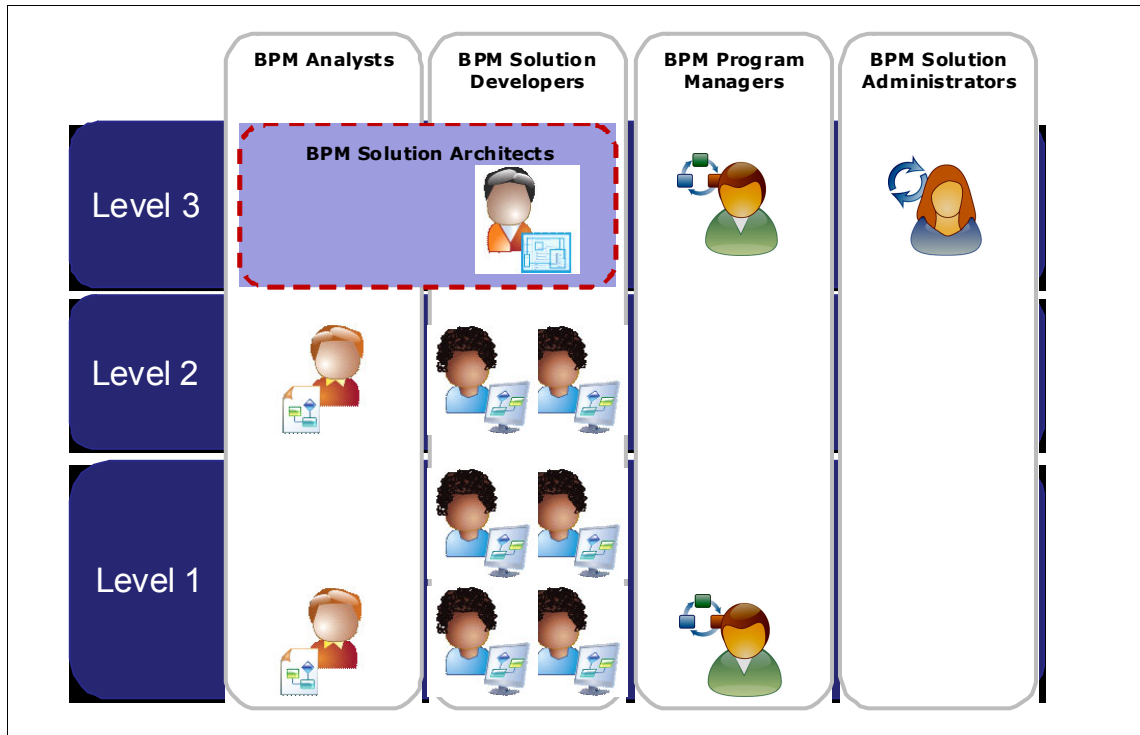 BPM Analysts
BPM Solution
Developers
BPM Program
Managers
BPM Solution
Administrators
BPM Solution Architects
Level 3
Level 2
Level 1